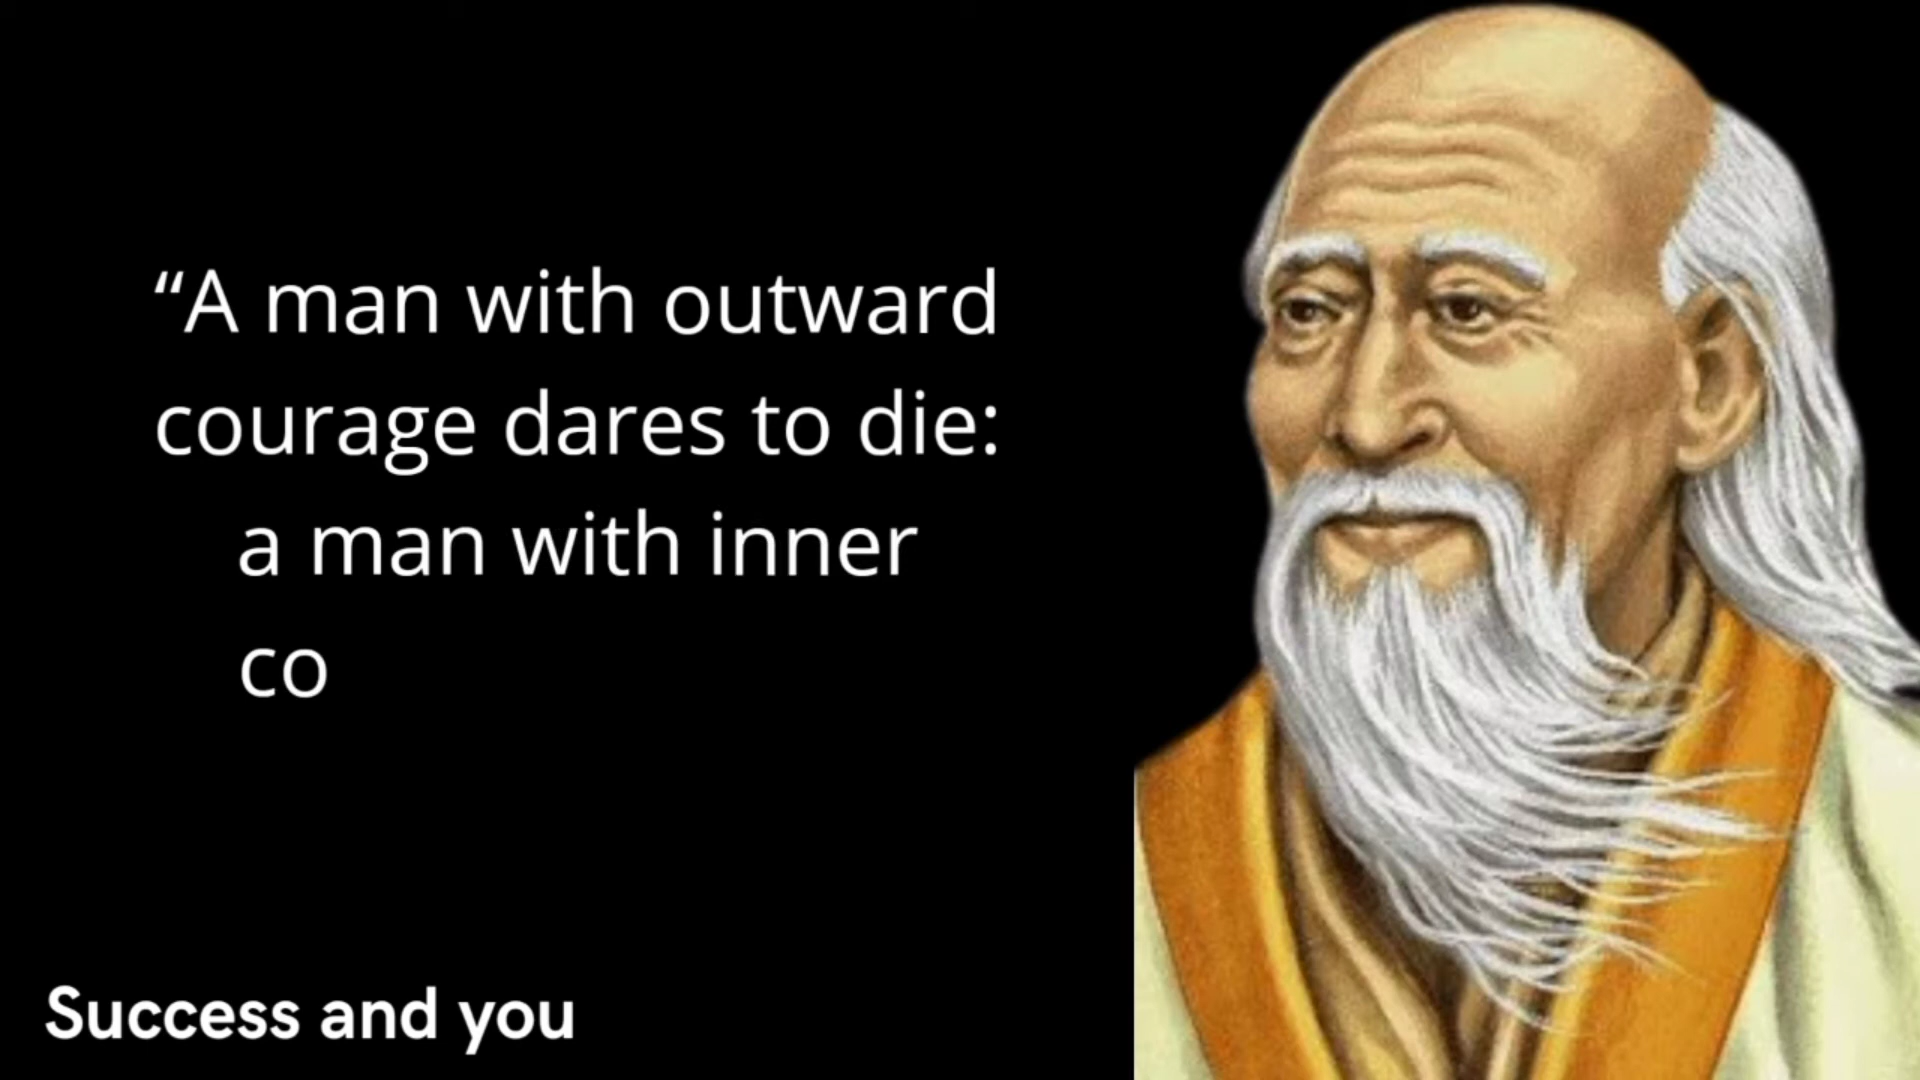 “A man with outward
courage dares to die:
a man with inner
co
Success and you